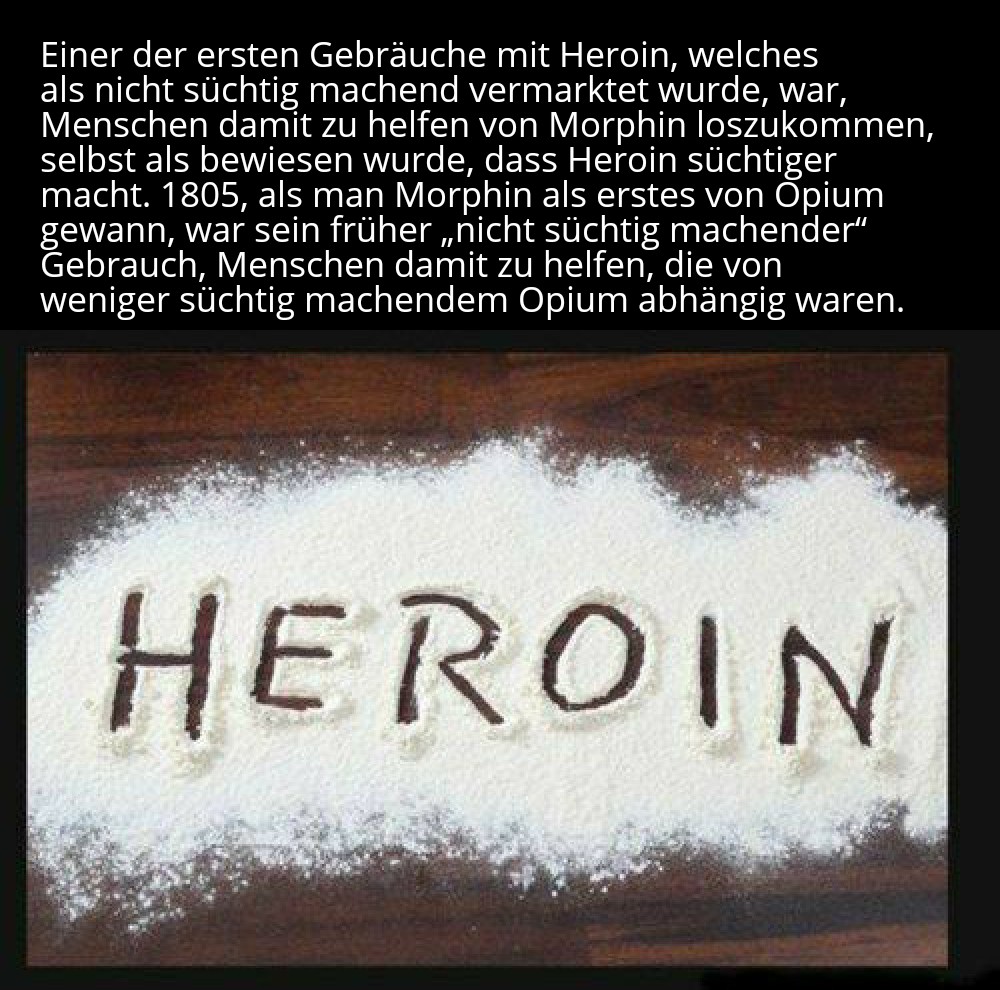 Einer der ersten Gebräuche mit Heroin, welches
als nicht süchtig machend vermarktet wurde, war,
Menschen damit zu helfen von Morphin loszukommen,
selbst als bewiesen wurde, dass Heroin süchtiger
macht. 1805, als man Morphin als erstes von Opium
gewann, war sein früher „nicht süchtig machender“
Gebrauch, Menschen damit zu helfen, die von
weniger süchtig machendem Opium abhängig waren.
HEROIN